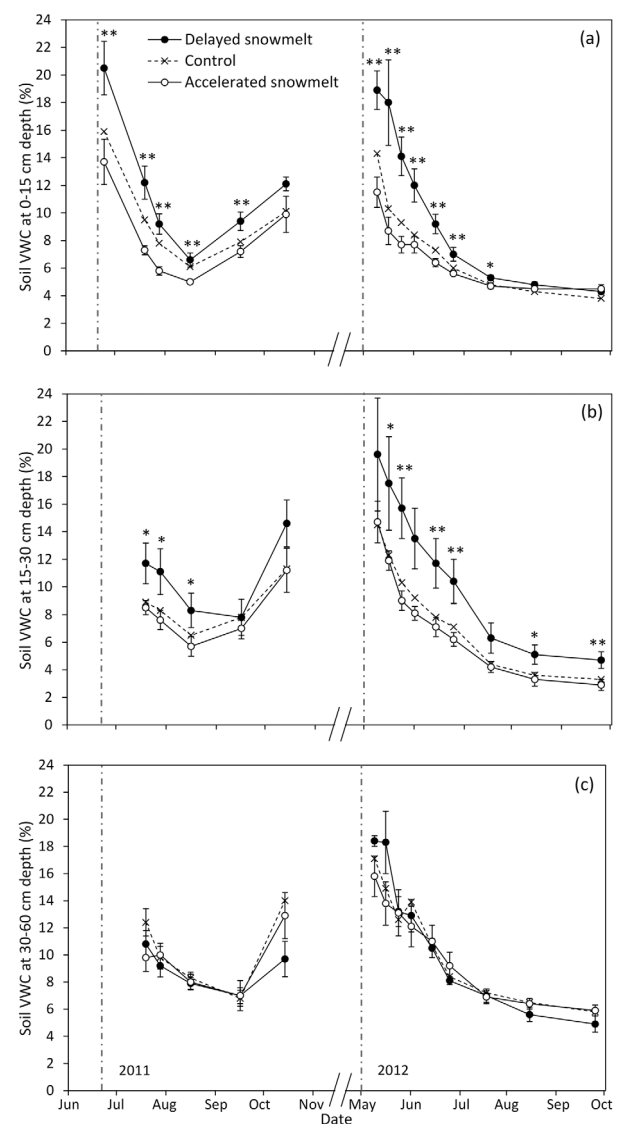 24
22
20
18
16
14
12
10
8
6
4
2
0
Soil VWC at 0-15 cm depth (%)
Delayed snowmelt
Control
Accelerated snowmelt
(a)
** ** ** ** **
** ** ** ** ** ** *
24
22
20
18
16
14
12
10
8
6
4
2
0
Soil VWC at 15-30 cm depth (%)
(b)
* * *
* ** ** ** * **
24
22
20
18
16
14
12
10
8
6
4
2
0
Soil VWC at 30-60 cm depth (%)
(c)
2011
2012
Jun Jul Aug Sep Oct Nov May Jun Jul Aug Sep Oct
Date